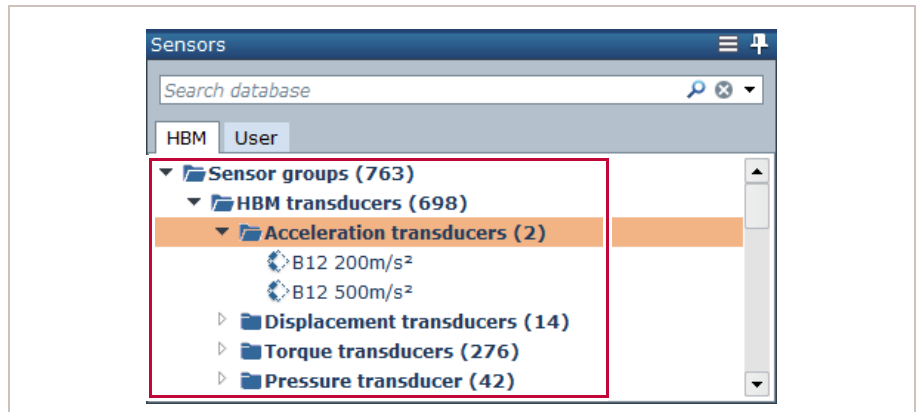 Sensors
Search database
HBM User
Sensor groups (763)
HBM transducers (698)
Acceleration transducers (2)
B12 200m/s²
B12 500m/s²
Displacement transducers (14)
Torque transducers (276)
Pressure transducer (42)